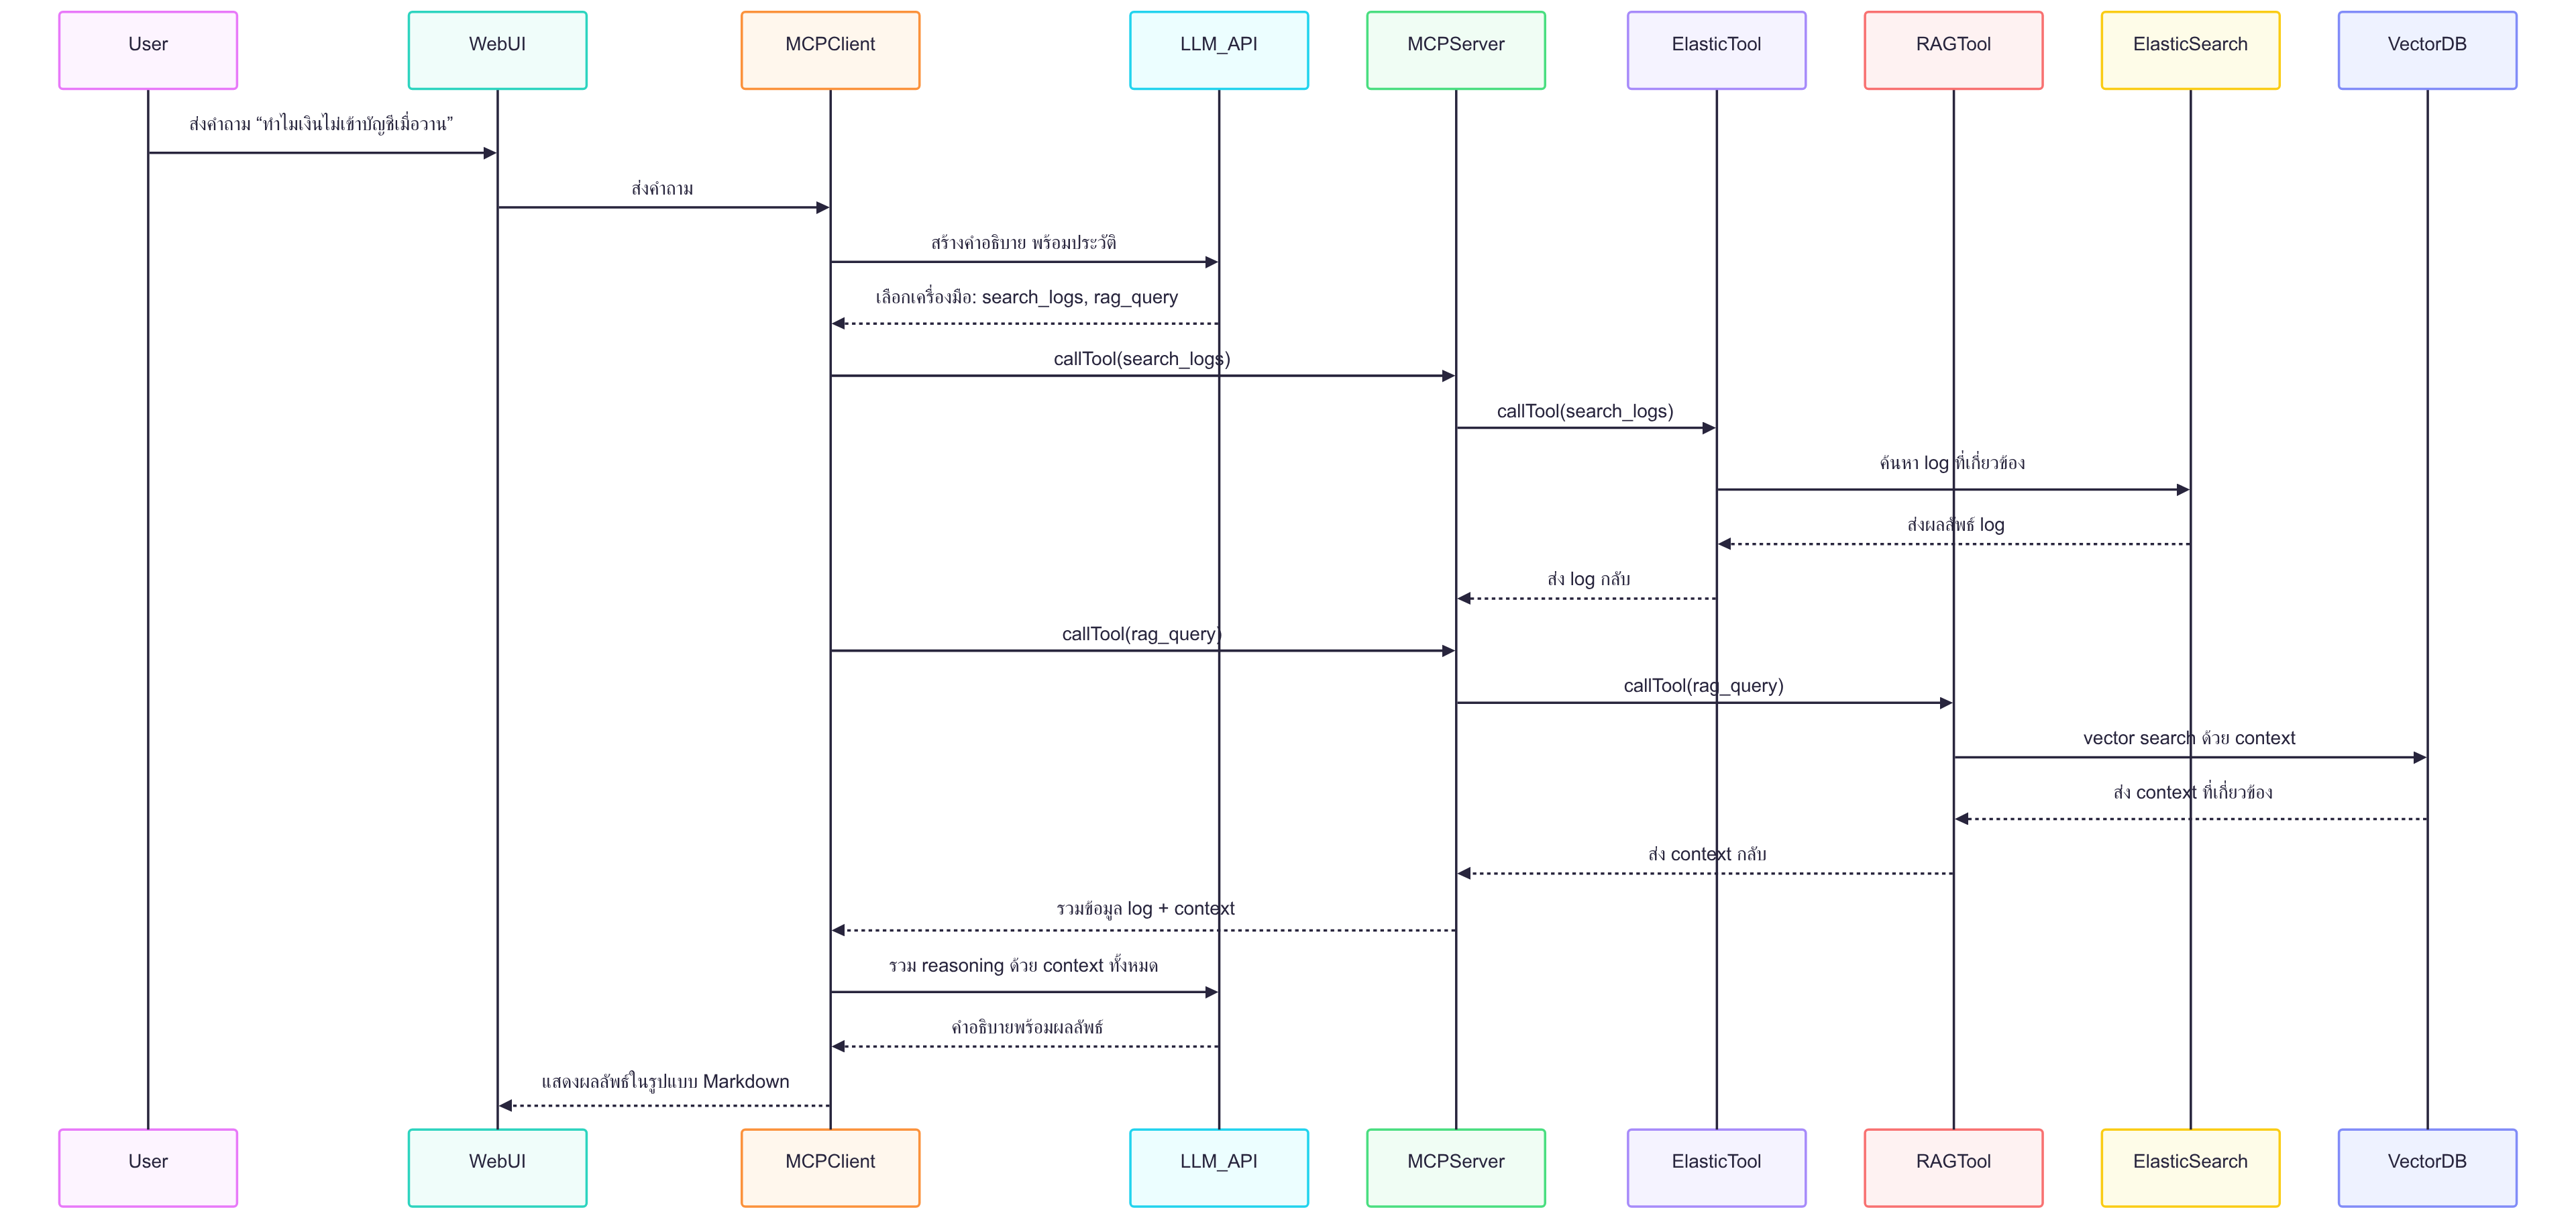 User
WebUI
MCPClient
LLM_API
MCPServer
ElasticTool
RAGTool
ElasticSearch
VectorDB
ส่งคำถาม “ทำไมเงินไม่เข้าบัญชีเมื่อวาน”
ส่งคำถาม
สร้างคำอธิบาย พร้อมประวัติ
เลือกเครื่องมือ: search_logs, rag_query
callTool(search_logs)
callTool(search_logs)
ค้นหา log ที่เกี่ยวข้อง
ส่งผลลัพธ์ log
ส่ง log กลับ
callTool(rag_query)
callTool(rag_query)
vector search ด้วย context
ส่ง context ที่เกี่ยวข้อง
ส่ง context กลับ
รวมข้อมูล log + context
รวม reasoning ด้วย context ทั้งหมด
คำอธิบายพร้อมผลลัพธ์
แสดงผลลัพธ์ในรูปแบบ Markdown
User
WebUI
MCPClient
LLM_API
MCPServer
ElasticTool
RAGTool
ElasticSearch
VectorDB